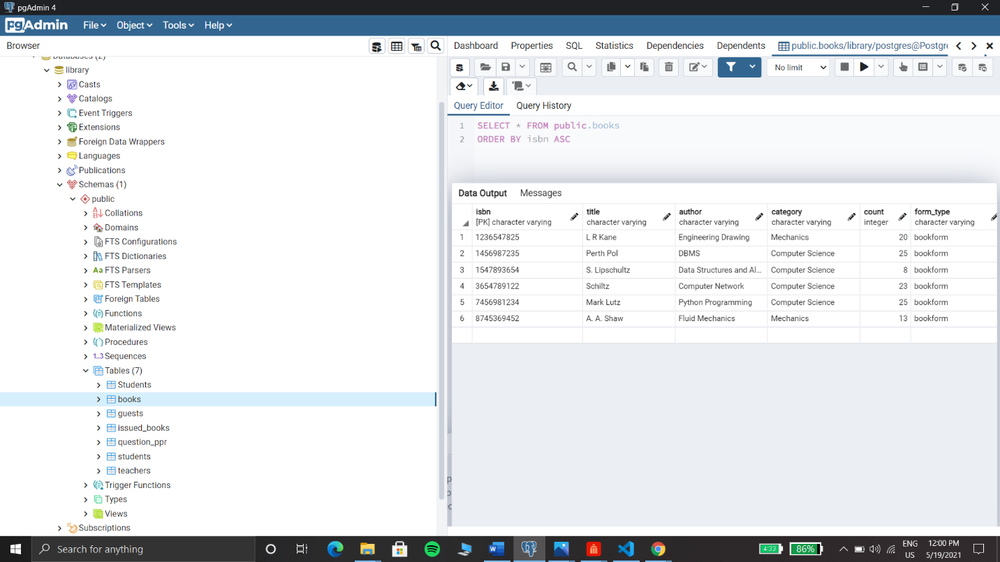 pgAdmin 4
pgAdmin File Object Tools Help
Browser
Dashboard Properties SQL Statistics Dependencies Dependents public.books/library/postgres@Postgre
Databases (2)
library
Casts
Catalogs
Event Triggers
Extensions
Foreign Data Wrappers
Languages
Publications
Schemas (1)
public
Collations
Domains
FTS Configurations
FTS Dictionaries
Aa FTS Parsers
FTS Templates
Foreign Tables
Functions
Materialized Views
Procedures
1..3 Sequences
Tables (7)
Students
books
guests
issued_books
question_ppr
students
teachers
Trigger Functions
Types
Views
Subscriptions
No limit
Query Editor Query History
1 SELECT * FROM public.books
2 ORDER BY isbn ASC
Data Output Messages
isbn title author category count form_type
[PK] character varying character varying character varying character varying integer character varying
1 1236547825 L R Kane Engineering Drawing Mechanics 20 bookform
2 1456987235 Perth Pol DBMS Computer Science 25 bookform
3 1547893654 S. Lipschultz Data Structures and Al... Computer Science 8 bookform
4 3654789122 Schiltz Computer Network Computer Science 23 bookform
5 7456981234 Mark Lutz Python Programming Computer Science 25 bookform
6 8745369452 A. A. Shaw Fluid Mechanics Mechanics 13 bookform
Search for anything
4:33 86% ENG 12:00 PM
US 5/19/2021